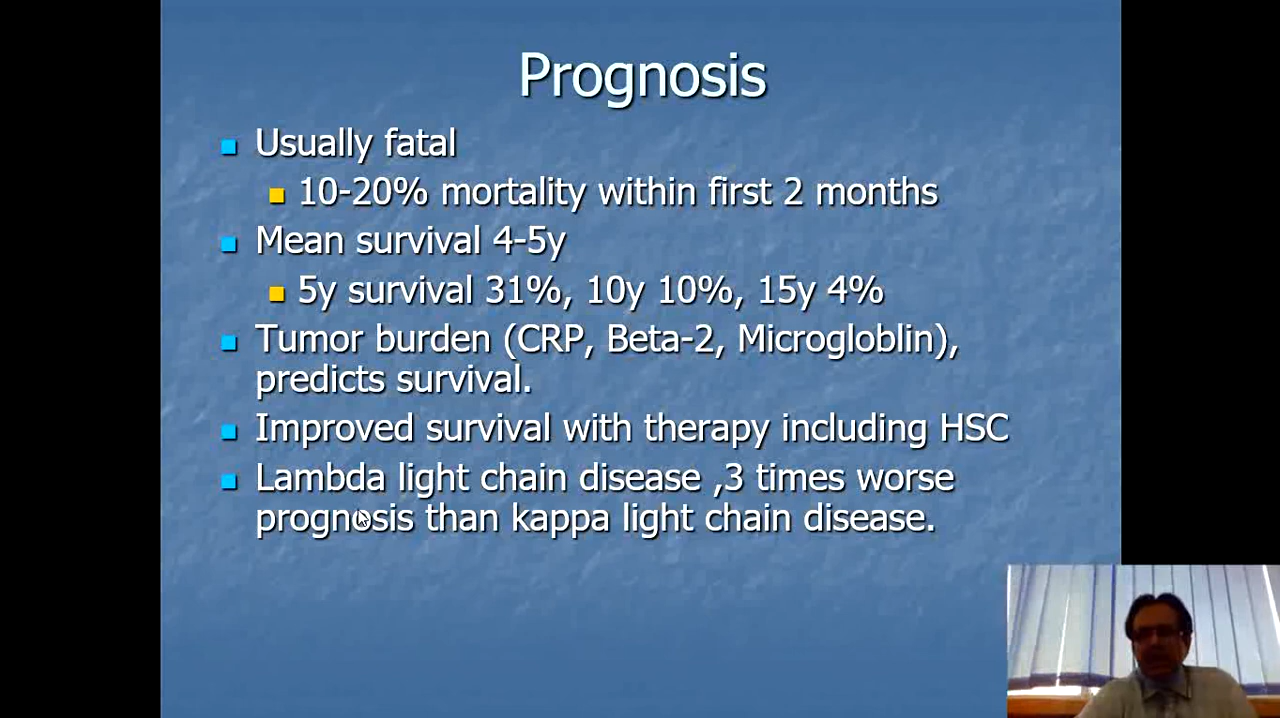 Prognosis
Usually fatal
10-20% mortality within first 2 months
Mean survival 4-5y
5y survival 31%, 10y 10%, 15y 4%
Tumor burden (CRP, Beta-2, Microgloblin),
predicts survival.
Improved survival with therapy including HSC
Lambda light chain disease ,3 times worse
prognosis than kappa light chain disease.